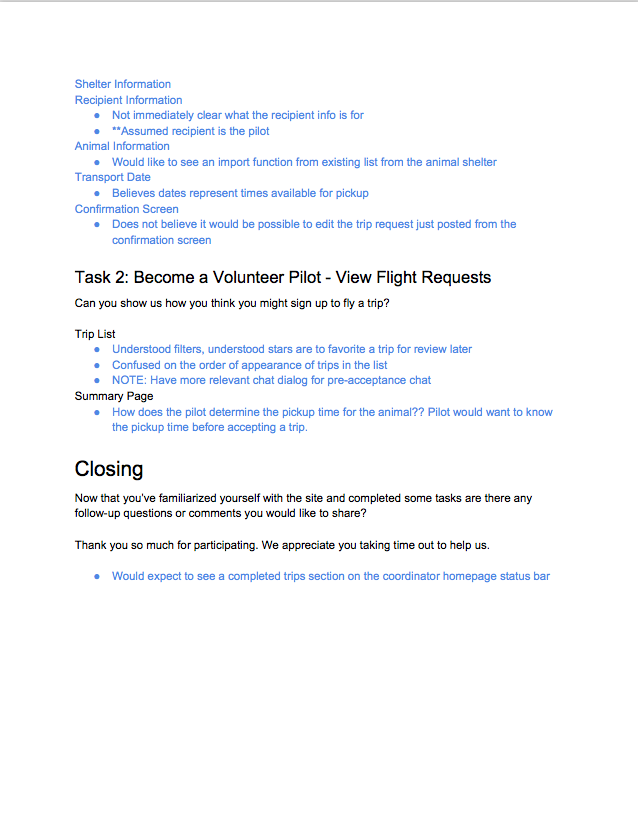 Shelter Information
Recipient Information
● Not immediately clear what the recipient info is for
● **Assumed recipient is the pilot
Animal Information
● Would like to see an import function from existing list from the animal shelter
Transport Date
● Believes dates represent times available for pickup
Confirmation Screen
● Does not believe it would be possible to edit the trip request just posted from the
confirmation screen
Task 2: Become a Volunteer Pilot - View Flight Requests
Can you show us how you think you might sign up to fly a trip?
Trip List
● Understood filters, understood stars are to favorite a trip for review later
● Confused on the order of appearance of trips in the list
● NOTE: Have more relevant chat dialog for pre-acceptance chat
Summary Page
● How does the pilot determine the pickup time for the animal?? Pilot would want to know
the pickup time before accepting a trip.
Closing
Now that you've familiarized yourself with the site and completed some tasks are there any
follow-up questions or comments you would like to share?
Thank you so much for participating. We appreciate you taking time out to help us.
● Would expect to see a completed trips section on the coordinator homepage status bar